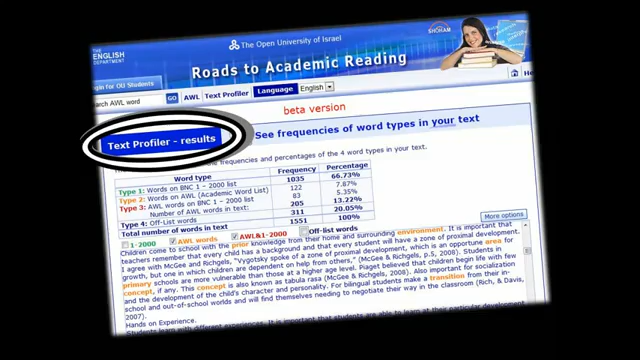 THE
ENGLISH
DEPARTMENT
The Open University of Israel
SHOHAM
Roads to Academic Reading
ogin for OU Students
earch AWL word
GO
AWL
Text Profiler
Language
English
He
beta version
Text Profiler - results
See frequencies of word types in your text
the frequencies and percentages of the 4 word types in your text.
Word type Frequency Percentage
Type 1: Words on BNC 1 - 2000 list 1035 66.73%
Type 2: Words on AWL (Academic Word List) 122 7.87%
Type 3: Words on AWL & BNC 1 - 2000 list 83 5.35%
Number of AWL words in text: 205 13.22%
Type 4: Off-List words 311 20.05%
Total number of words in text 1551 100%
More options
1-2000 AWL words AWL&1-2000 Off-list words
Children come to school with the prior knowledge from their home and surrounding environment. It is important that
teachers remember that every child has a background and that every student will have a zone of proximal development.
I agree with McGee and Richgels, "Vygotsky spoke of a zone of proximal development, which is an opportune area for
growth, but one in which children are dependent on help from others," (McGee & Richgels, p.5, 2008). Also in
primary schools are more vulnerable than those at a higher age level. Piaget believed that children begin life with few
concept, if any. This concept is also known as tabula rasa (McGee & Richgels, 2008). Also important for socialization
and the development of the child's character and personality. For bilingual students make a transition from their in-
school and out-of-school worlds and will find themselves needing to negotiate their way in the classroom (Rich, & Davis,
2007).
Hands on Experience.